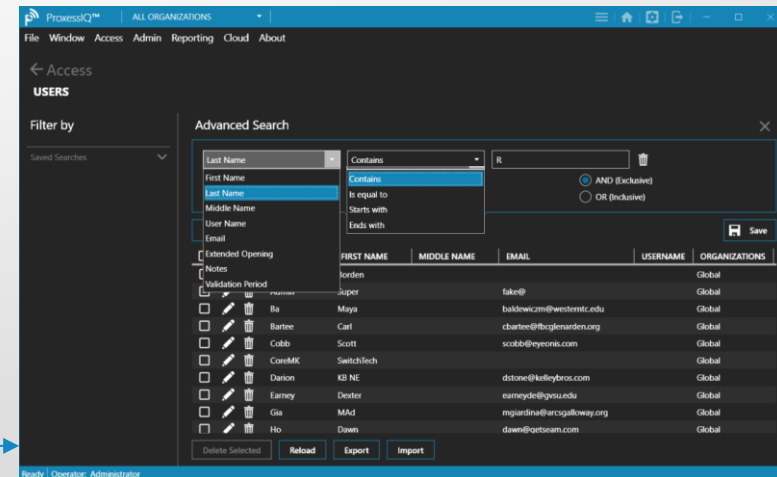 ProxessIQ™ ALL ORGANIZATIONS
File Window Access Admin Reporting Cloud About
Access
USERS
Filter by
Saved Searches
Advanced Search
Last Name Contains R
First Name
Last Name
Middle Name
User Name
Email
Extended Opening
Notes
Validation Period
Contains
Is equal to
Starts with
Ends with
AND (Exclusive)
OR (Inclusive)
Save
FIRST NAME MIDDLE NAME EMAIL USERNAME ORGANIZATIONS
Jorden Global
Admin Super fake@ Global
Ba Maya baldewiczm@westerntc.edu Global
Bartee Carl cbartee@fbcglenarden.org Global
Cobb Scott scobb@eyeonis.com Global
CoreMK SwitchTech Global
Darion KB NE dstone@kelleybros.com Global
Earney Dexter earneyde@gvsu.edu Global
Gia MAd mgiardina@arcsgalloway.org Global
Ho Dawn dawn@getseam.com Global
Delete Selected Reload Export Import
Ready Operator: Administrator